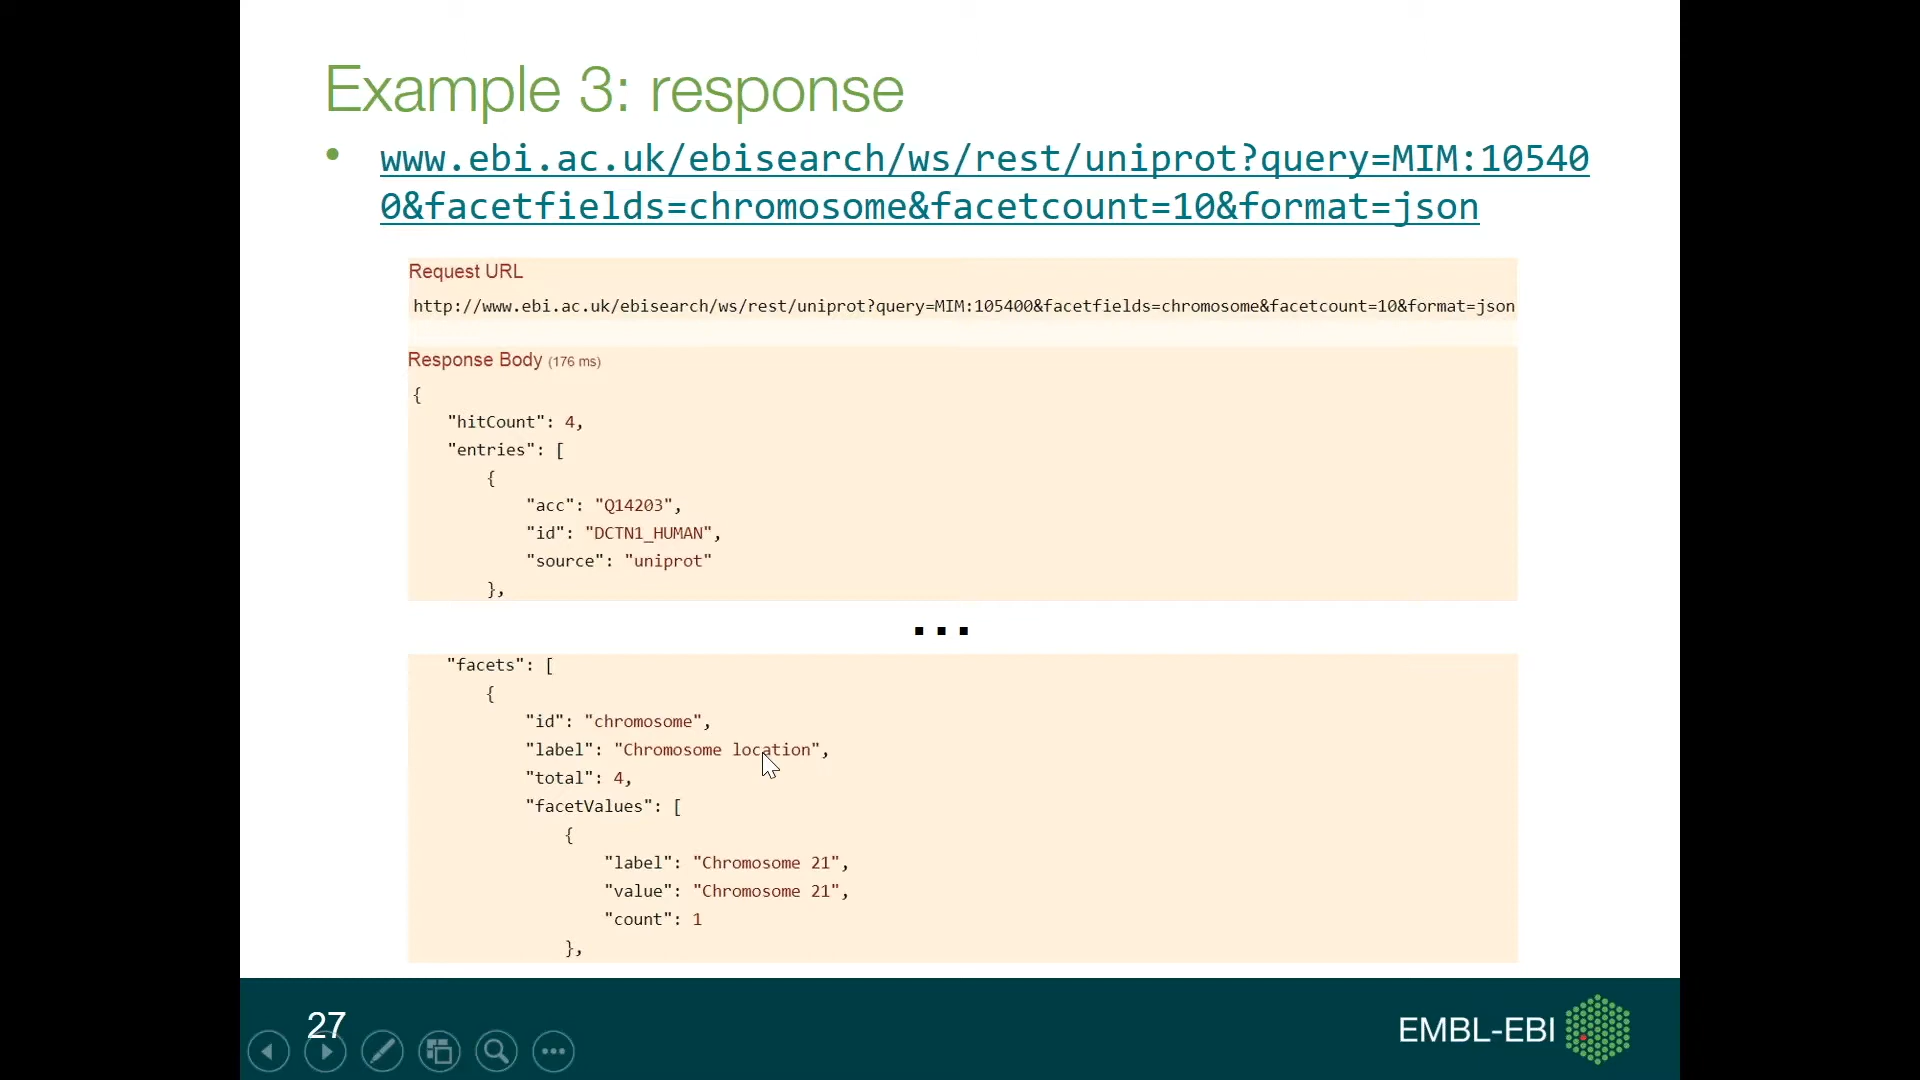 Example 3: response
• www.ebi.ac.uk/ebisearch/ws/rest/uniprot?query=MIM:10540
0&facetfields=chromosome&facetcount=10&format=json
Request URL
http://www.ebi.ac.uk/ebisearch/ws/rest/uniprot?query=MIM:105400&facetfields=chromosome&facetcount=10&format=json
Response Body (176 ms)
{
"hitCount": 4,
"entries": [
{
"acc": "Q14203",
"id": "DCTN1_HUMAN",
"source": "uniprot"
},
...
"facets": [
{
"id": "chromosome",
"label": "Chromosome location",
"total": 4,
"facetValues": [
{
"label": "Chromosome 21",
"value": "Chromosome 21",
"count": 1
},
27
EMBL-EBI